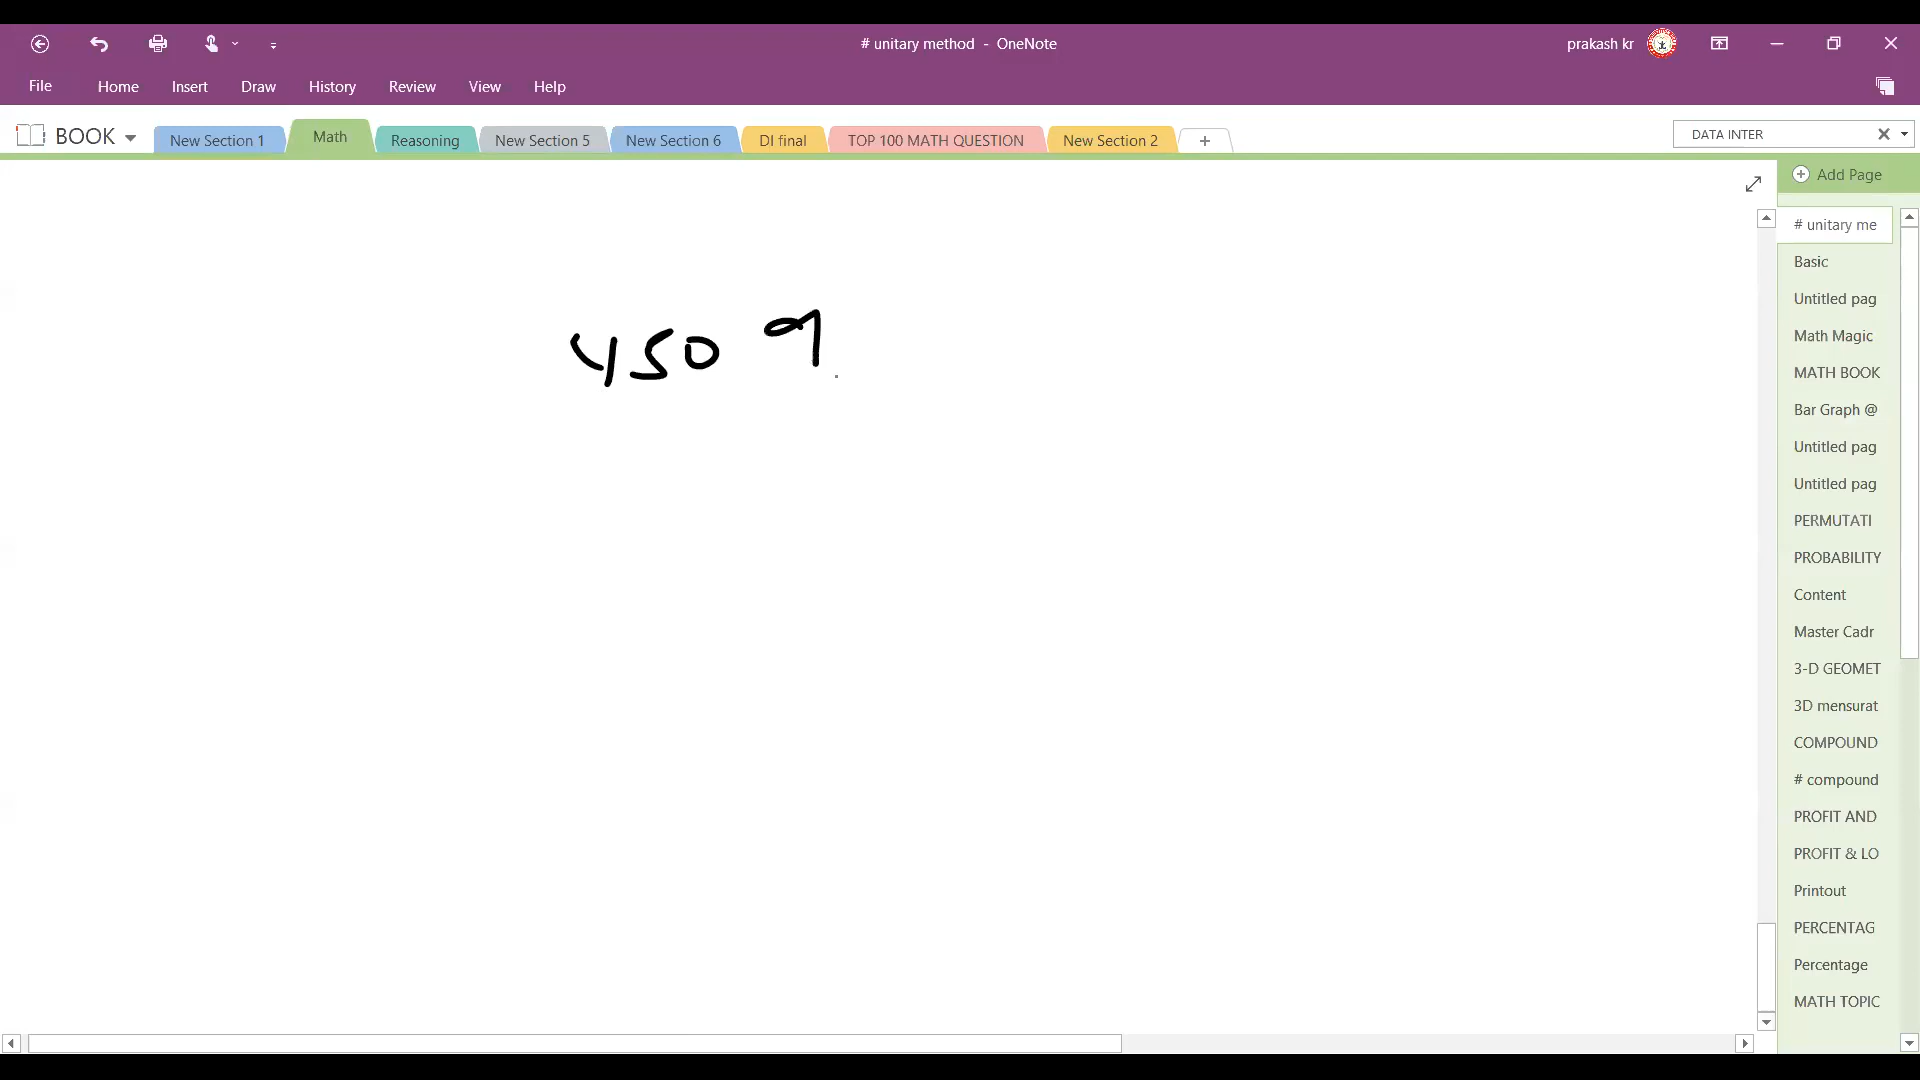 # unitary method - OneNote
prakash kr
File Home Insert Draw History Review View Help
BOOK
New Section 1 Math Reasoning New Section 5 New Section 6 DI final TOP 100 MATH QUESTION New Section 2
DATA INTER
Add Page
# unitary me
Basic
Untitled pag
Math Magic
MATH BOOK
Bar Graph @
Untitled pag
Untitled pag
PERMUTATI
PROBABILITY
Content
Master Cadr
3-D GEOMET
3D mensurat
COMPOUND
# compound
PROFIT AND
PROFIT & LO
Printout
PERCENTAG
Percentage
MATH TOPIC
450 9